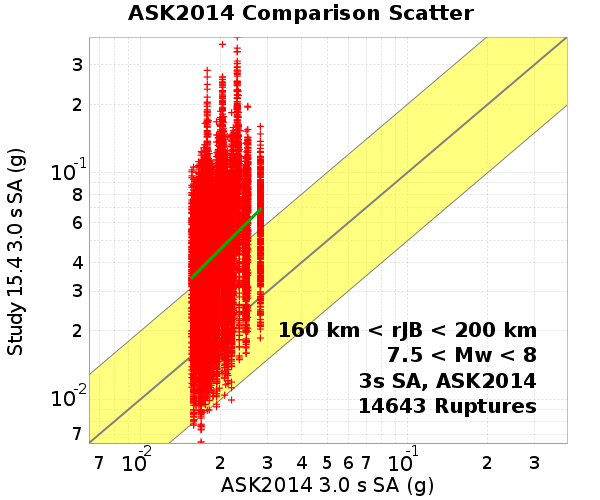 ASK2014 Comparison Scatter
3
2
10-1
8
6
4
3
2
10-2
7
Study 15.4 3.0 s SA (g)
160 km < rJB < 200 km
7.5 < Mw < 8
3s SA, ASK2014
14643 Ruptures
7 10-2 2 3 4 5 6 7 10-1 2 3
ASK2014 3.0 s SA (g)